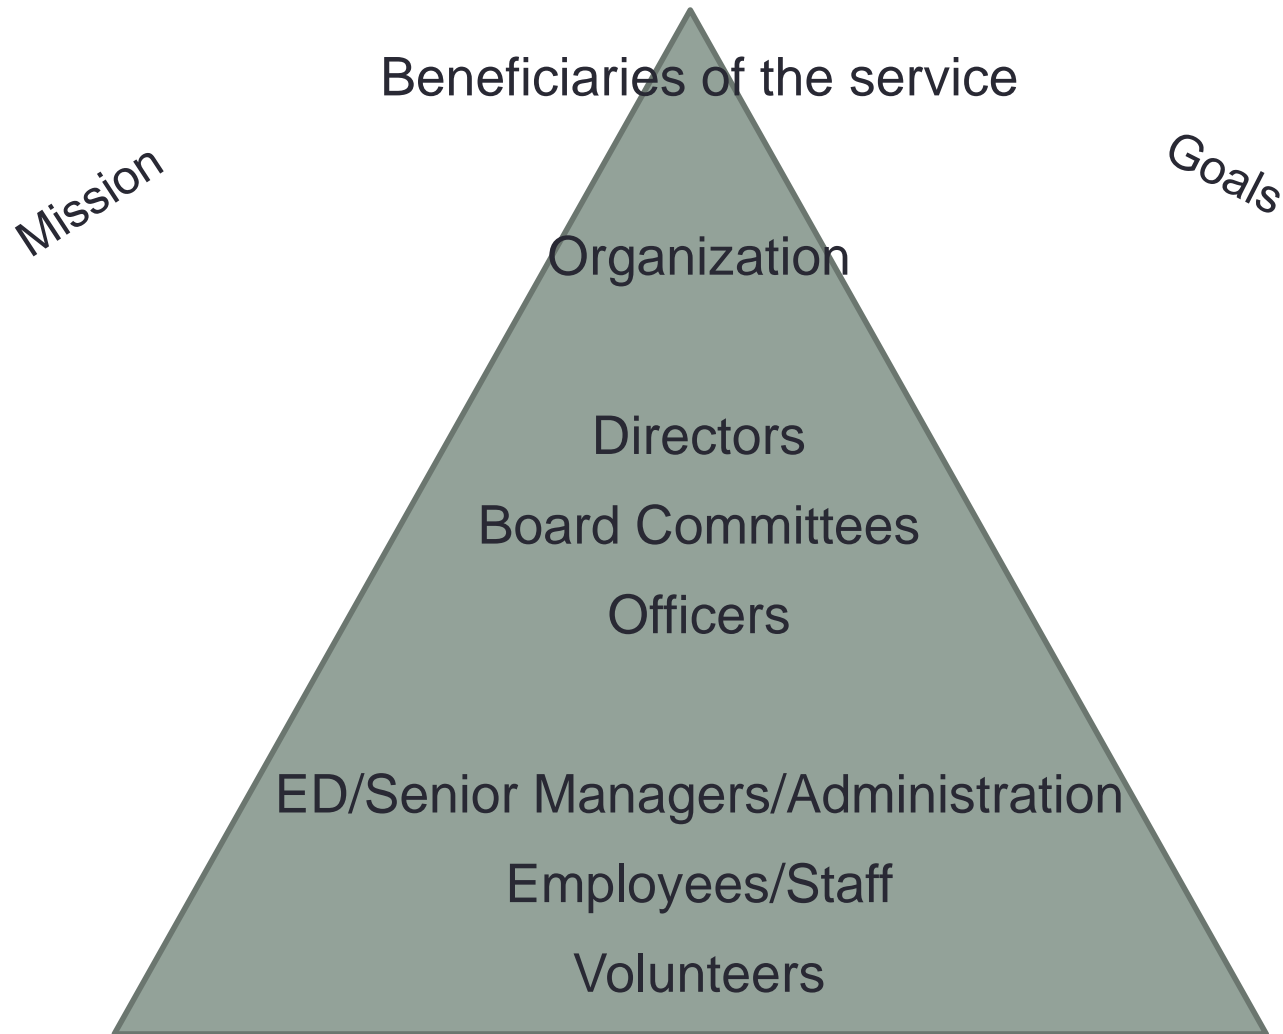 Beneficiaries of the service
Mission
Goals
Organization
Directors
Board Committees
Officers
ED/Senior Managers/Administration
Employees/Staff
Volunteers